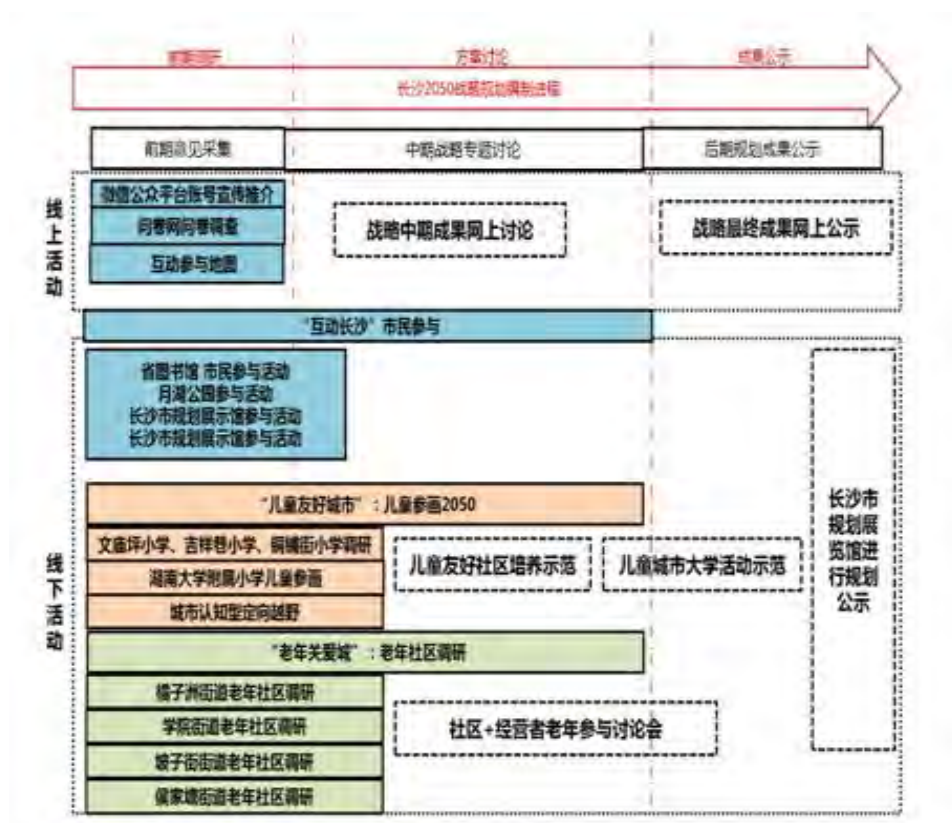 前期调研
方案讨论
成果公示
长沙2050战略规划编制进程
前期意见采集
中期战略专题讨论
后期规划成果公示
线上活动
微信公众平台账号宣传推介
问卷网问卷调查
互动参与地图
战略中期成果网上讨论
战略最终成果网上公示
“互动长沙”市民参与
线下活动
省图书馆 市民参与活动
月湖公园参与活动
长沙市规划展示馆参与活动
长沙市规划展示馆参与活动
“儿童友好城市”：儿童参画2050
文庙坪小学、吉祥巷小学、铜铺街小学调研
湖南大学附属小学儿童参画
城市认知型定向越野
儿童友好社区培养示范
儿童城市大学活动示范
长沙市
规划展
览馆进
行规划
公示
“老年关爱城”：老年社区调研
橘子洲街道老年社区调研
学院街道老年社区调研
坡子街街道老年社区调研
侯家塘街道老年社区调研
社区+经营者老年参与讨论会